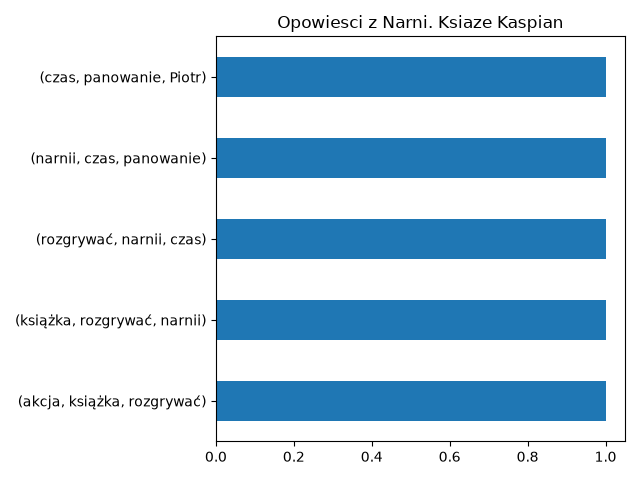 Opowiesci z Narni. Ksiaze Kaspian
(czas, panowanie, Piotr)
(narnii, czas, panowanie)
(rozgrywać, narnii, czas)
(książka, rozgrywać, narnii)
(akcja, książka, rozgrywać)
0.0 0.2 0.4 0.6 0.8 1.0